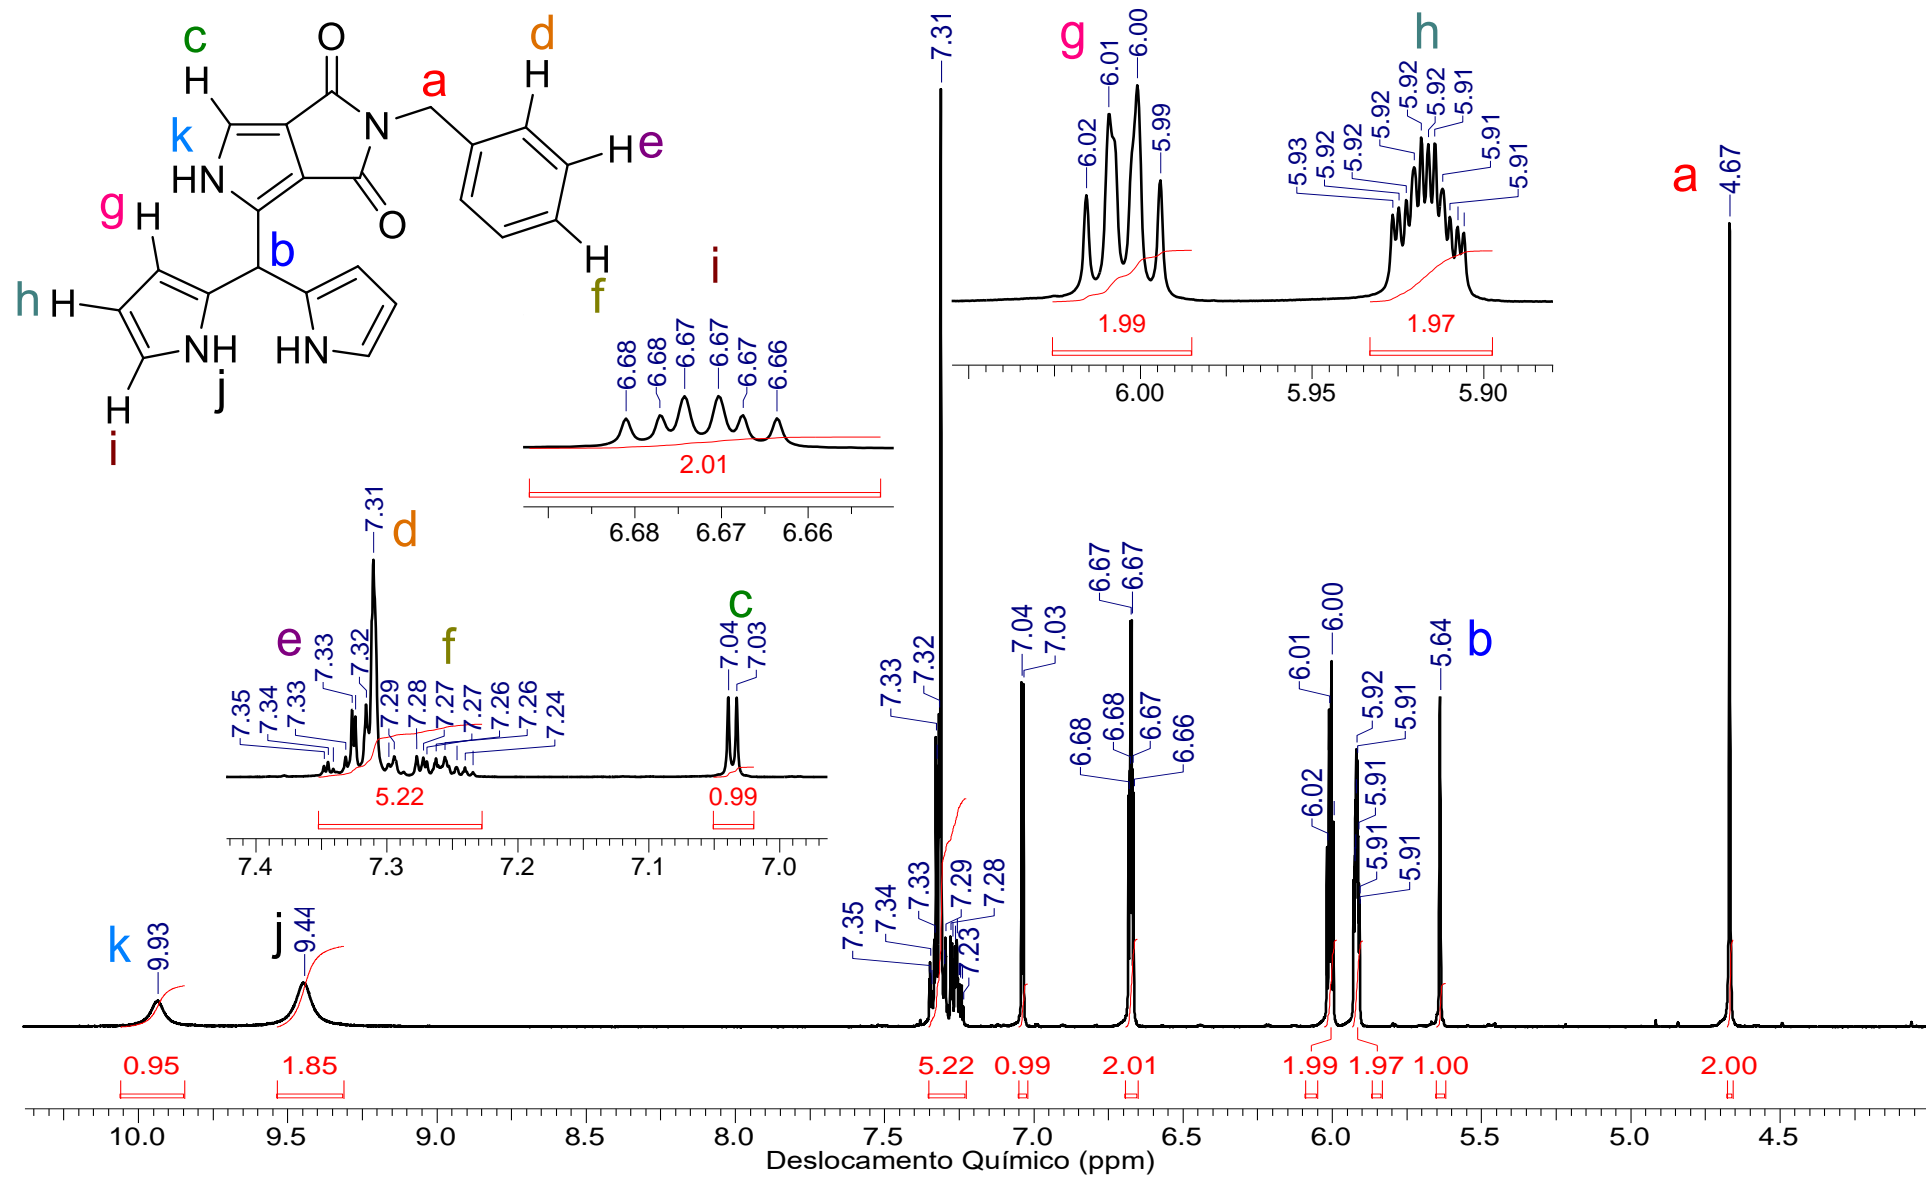 c
H
O
O
N
a
d
H
H
e
H
f
k
HN
g
H
b
h
H
NH
j
HN
H
i
g
6.02
6.01
6.00
5.99
1.99
h
5.93
5.92
5.92
5.92
5.92
5.92
5.91
5.91
5.91
1.97
6.00
5.95
5.90
i
6.68
6.68
6.67
6.67
6.67
6.66
2.01
6.68
6.67
6.66
e
d
f
c
7.35
7.34
7.33
7.33
7.32
7.31
7.29
7.28
7.27
7.27
7.26
7.26
7.24
7.04
7.03
5.22
0.99
7.4
7.3
7.2
7.1
7.0
k
9.93
j
9.44
7.35
7.34
7.33
7.33
7.32
7.31
7.29
7.28
7.23
7.04
7.03
6.68
6.68
6.67
6.67
6.67
6.66
6.02
6.01
6.00
5.92
5.91
5.91
5.91
5.91
5.64
b
a
4.67
0.95
1.85
5.22
0.99
2.01
1.99
1.97
1.00
2.00
10.0
9.5
9.0
8.5
8.0
7.5
7.0
6.5
6.0
5.5
5.0
4.5
Deslocamento Químico (ppm)